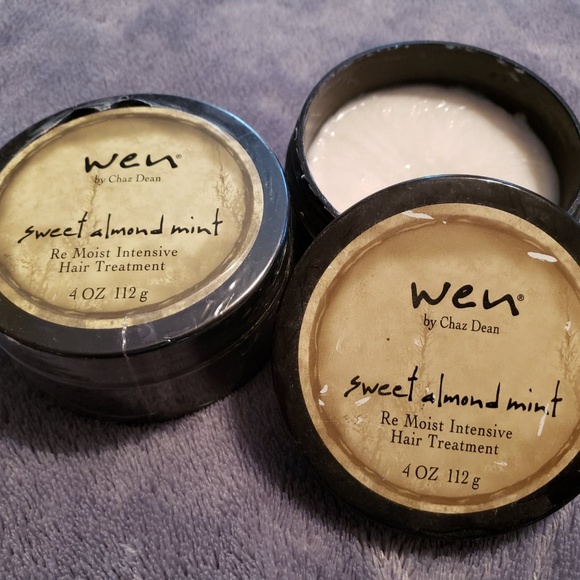 wen®
by Chaz Dean
sweet almond mint
Re Moist Intensive
Hair Treatment
4 OZ 112 g
wen®
by Chaz Dean
sweet almond mint
Re Moist Intensive
Hair Treatment
4 OZ 112 g